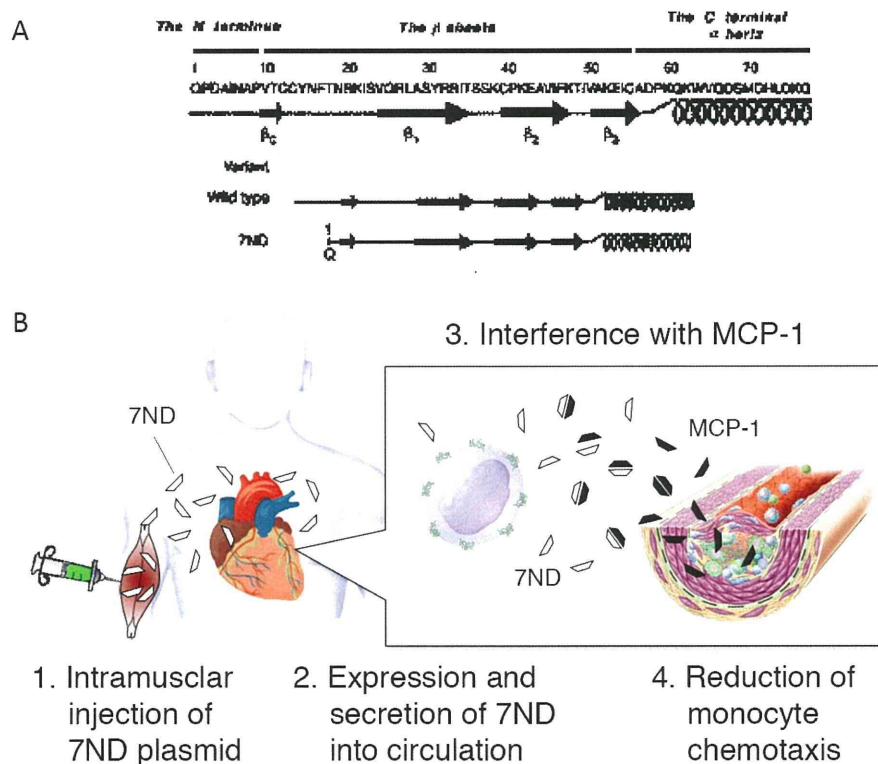 A
The N terminus
The β sheets
The C terminal
α helix
1 10 20 30 40 50 60 70
β₀ β₁ β₂ β₃
Variant
Wild type
7ND
1
Q
B
3. Interference with MCP-1
7ND
MCP-1
7ND
1. Intramusclar
injection of
7ND plasmid
2. Expression and
secretion of 7ND
into circulation
4. Reduction of
monocyte
chemotaxis